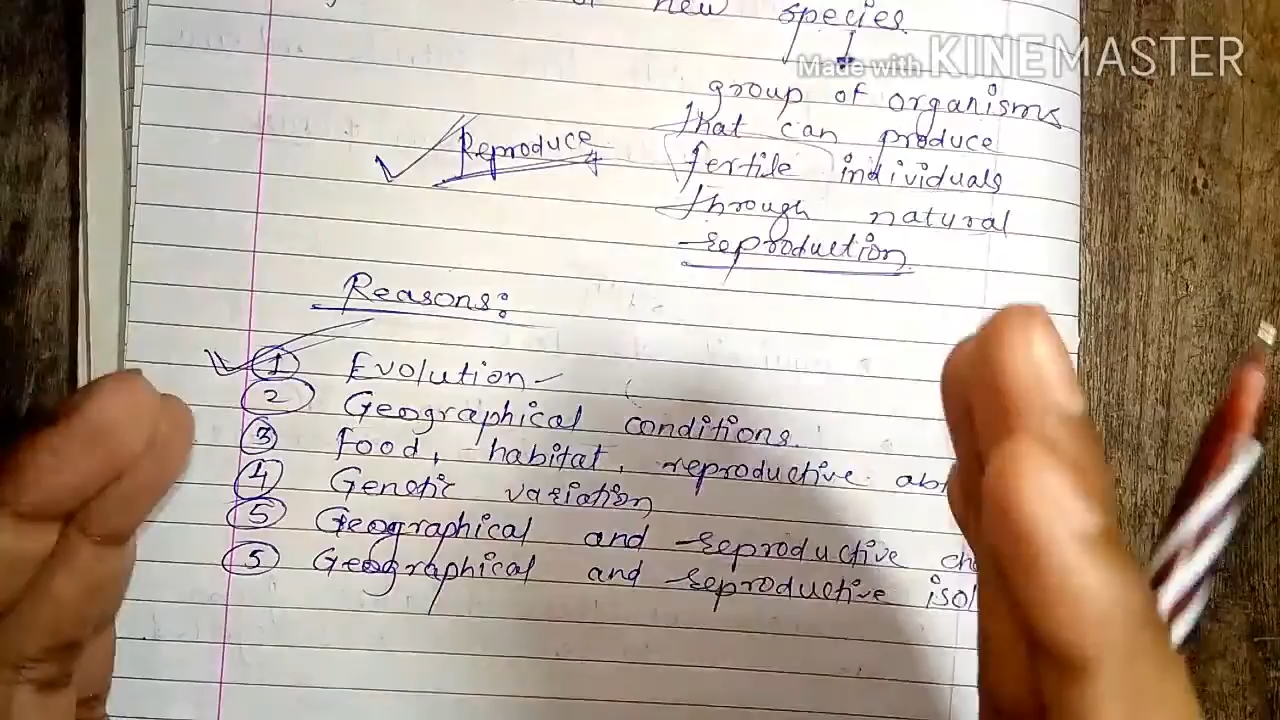 new species
Made with KINEMASTER
group of organisms
that can produce
Reproduce
fertile individuals
through natural
reproduction.
Reasons:
① Evolution -
② Geographical conditions.
③ Food, habitat, reproductive
④ Genetic variation
⑤ Geographical and reproductive
⑤ Geographical and reproductive